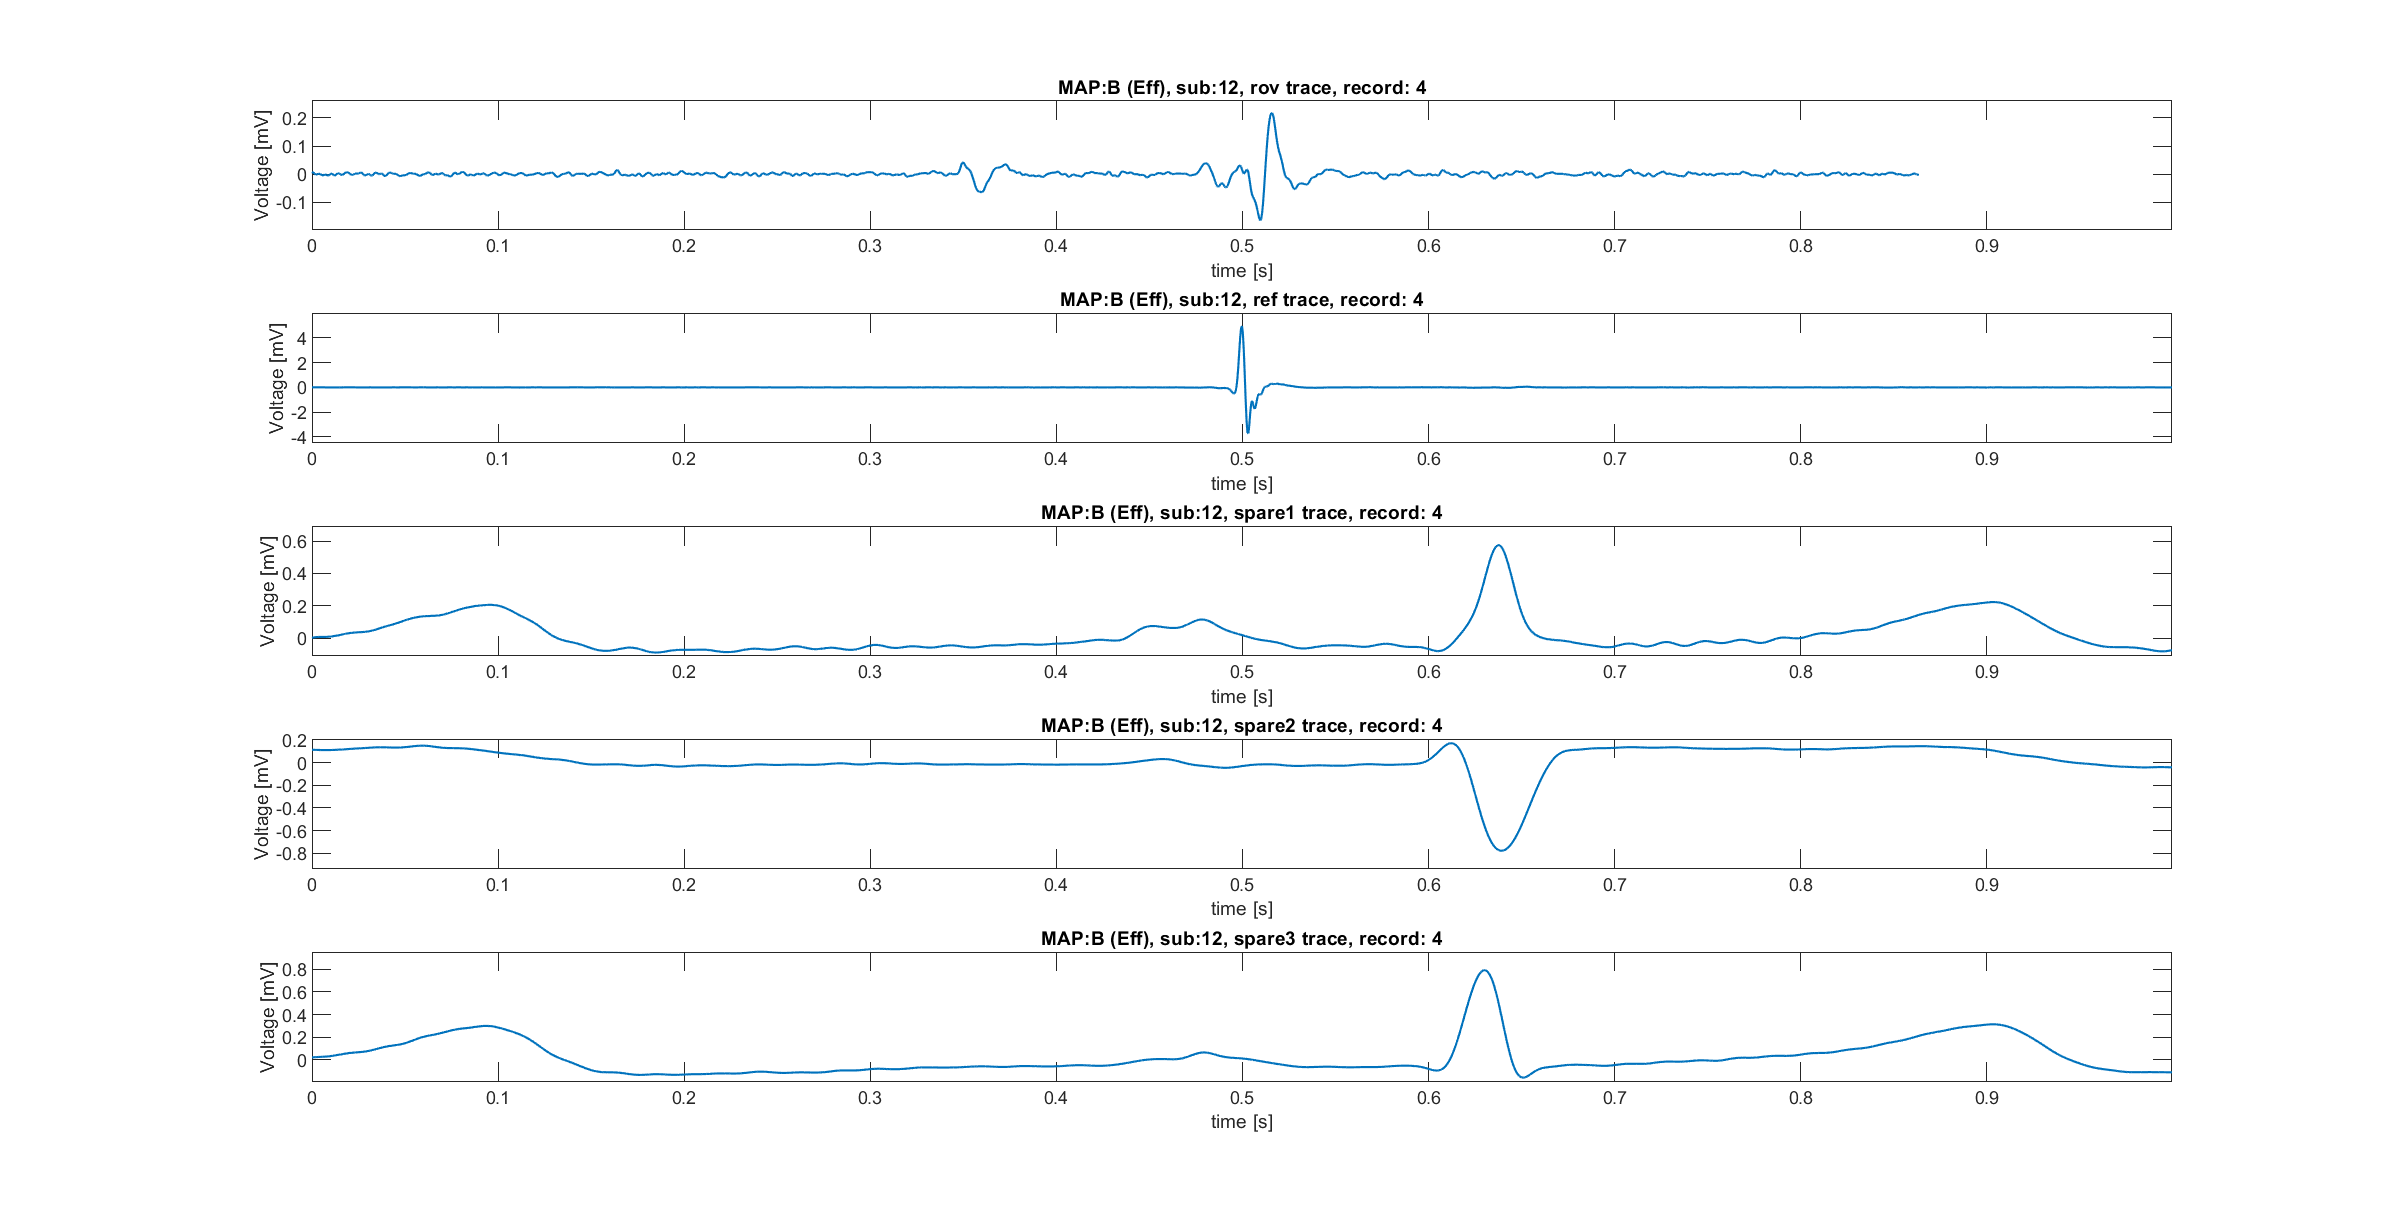 MAP:B (Eff), sub:12, rov trace, record: 4
Voltage [mV]
0.2
0.1
0
-0.1
0 0.1 0.2 0.3 0.4 0.5 0.6 0.7 0.8 0.9
time [s]
MAP:B (Eff), sub:12, ref trace, record: 4
Voltage [mV]
4
2
0
-2
-4
0 0.1 0.2 0.3 0.4 0.5 0.6 0.7 0.8 0.9
time [s]
MAP:B (Eff), sub:12, spare1 trace, record: 4
Voltage [mV]
0.6
0.4
0.2
0
0 0.1 0.2 0.3 0.4 0.5 0.6 0.7 0.8 0.9
time [s]
MAP:B (Eff), sub:12, spare2 trace, record: 4
Voltage [mV]
0.2
0
-0.2
-0.4
-0.6
-0.8
0 0.1 0.2 0.3 0.4 0.5 0.6 0.7 0.8 0.9
time [s]
MAP:B (Eff), sub:12, spare3 trace, record: 4
Voltage [mV]
0.8
0.6
0.4
0.2
0
0 0.1 0.2 0.3 0.4 0.5 0.6 0.7 0.8 0.9
time [s]